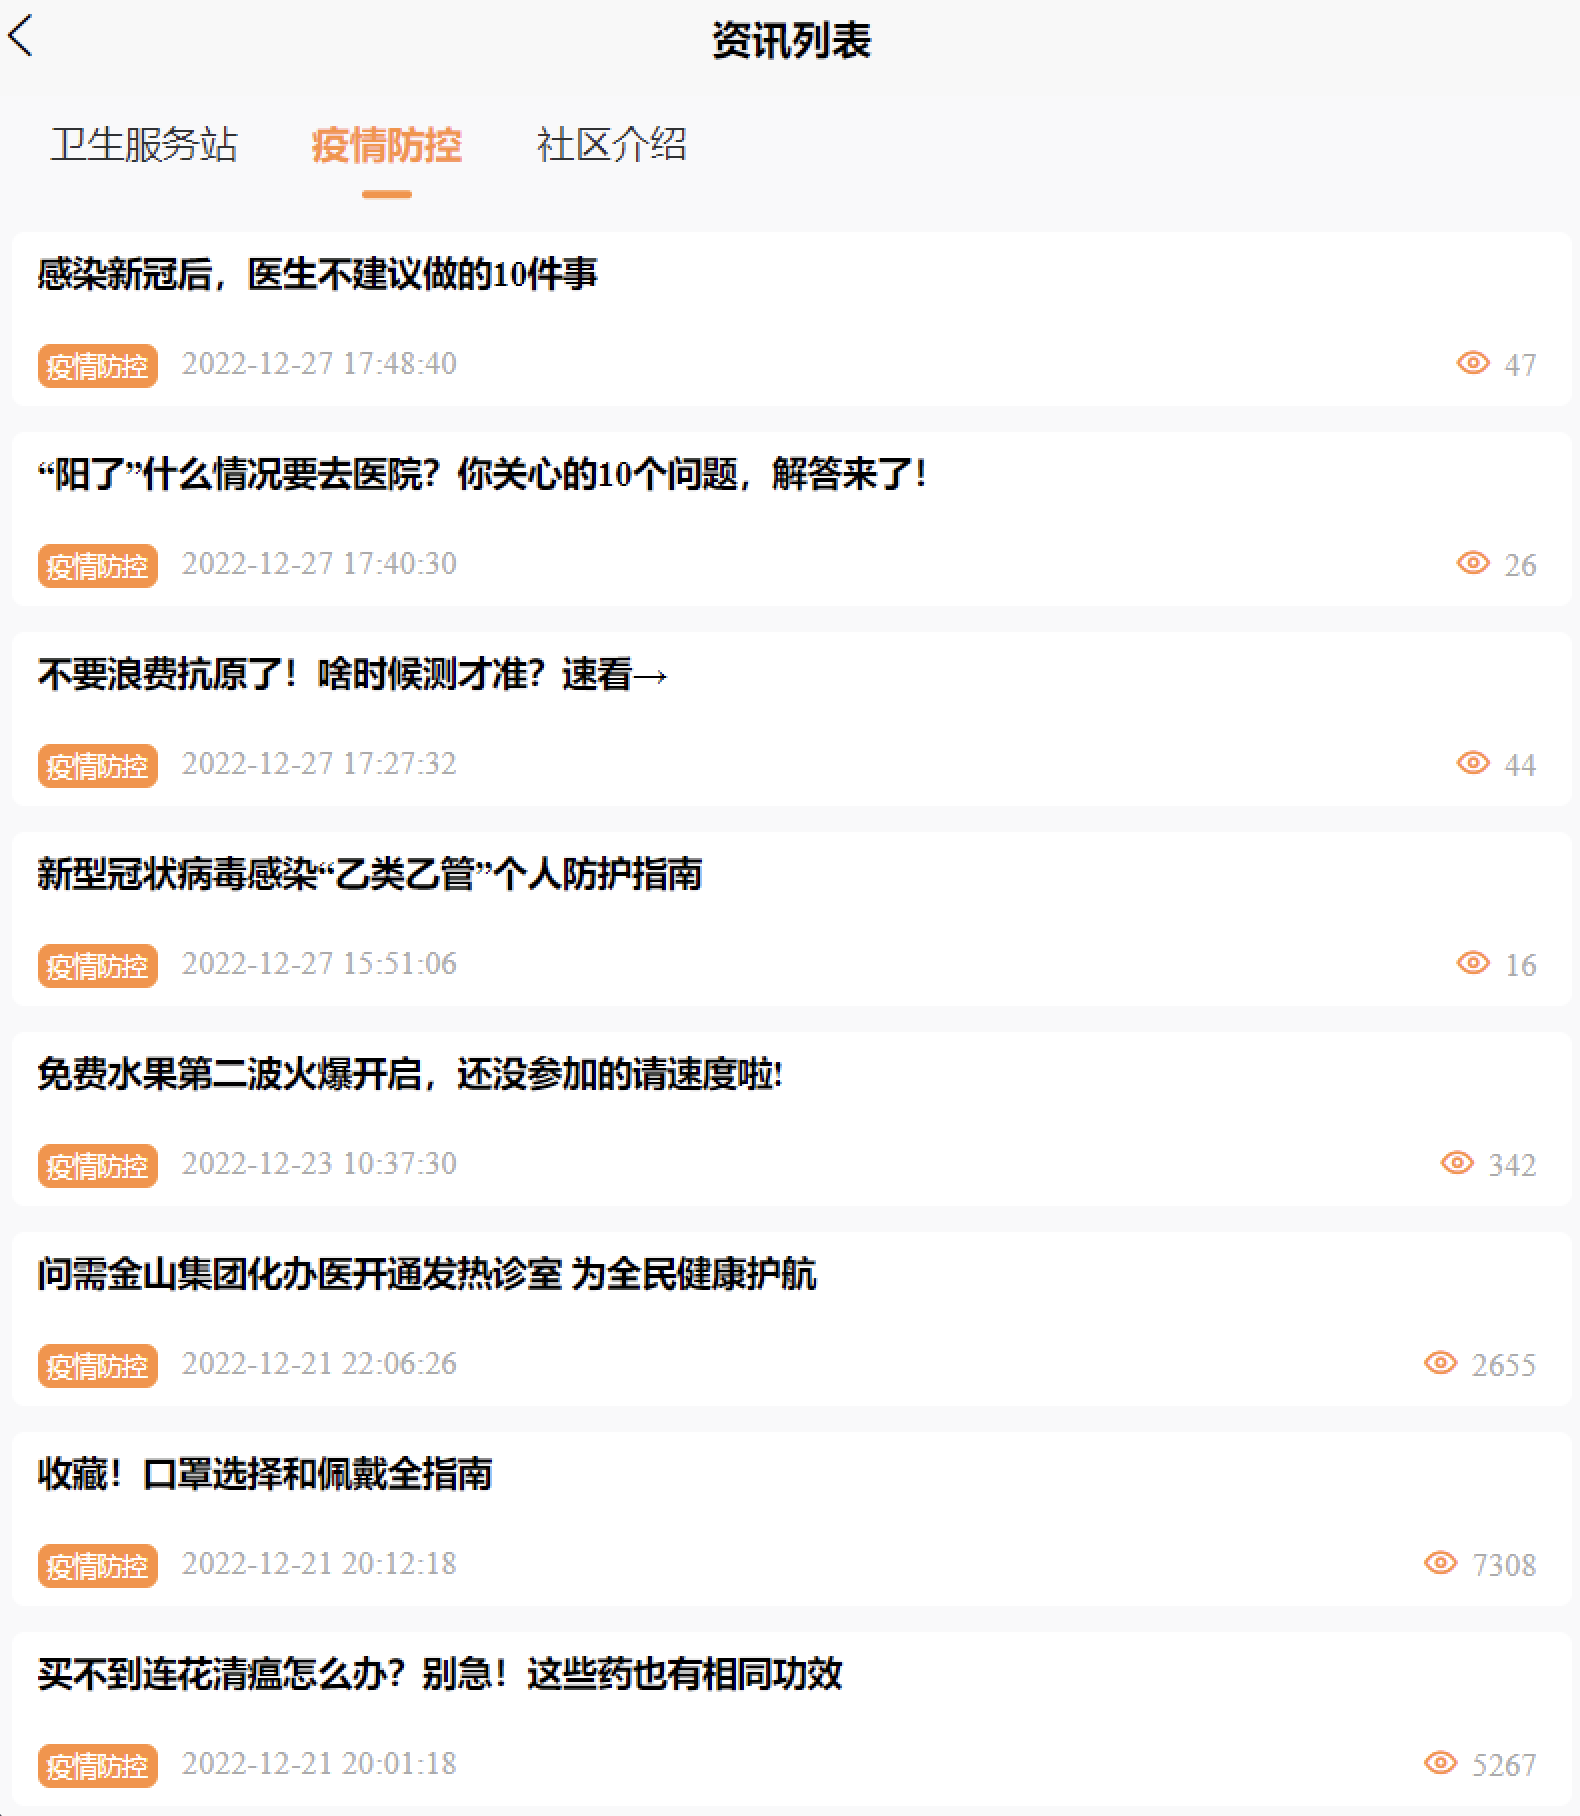 资讯列表
卫生服务站 疫情防控 社区介绍
感染新冠后，医生不建议做的10件事
疫情防控 2022-12-27 17:48:40 47
“阳了”什么情况要去医院？你关心的10个问题，解答来了！
疫情防控 2022-12-27 17:40:30 26
不要浪费抗原了！啥时候测才准？速看→
疫情防控 2022-12-27 17:27:32 44
新型冠状病毒感染“乙类乙管”个人防护指南
疫情防控 2022-12-27 15:51:06 16
免费水果第二波火爆开启，还没参加的请速度啦!
疫情防控 2022-12-23 10:37:30 342
问需金山集团化办医开通发热诊室 为全民健康护航
疫情防控 2022-12-21 22:06:26 2655
收藏！口罩选择和佩戴全指南
疫情防控 2022-12-21 20:12:18 7308
买不到连花清瘟怎么办？别急！这些药也有相同功效
疫情防控 2022-12-21 20:01:18 5267